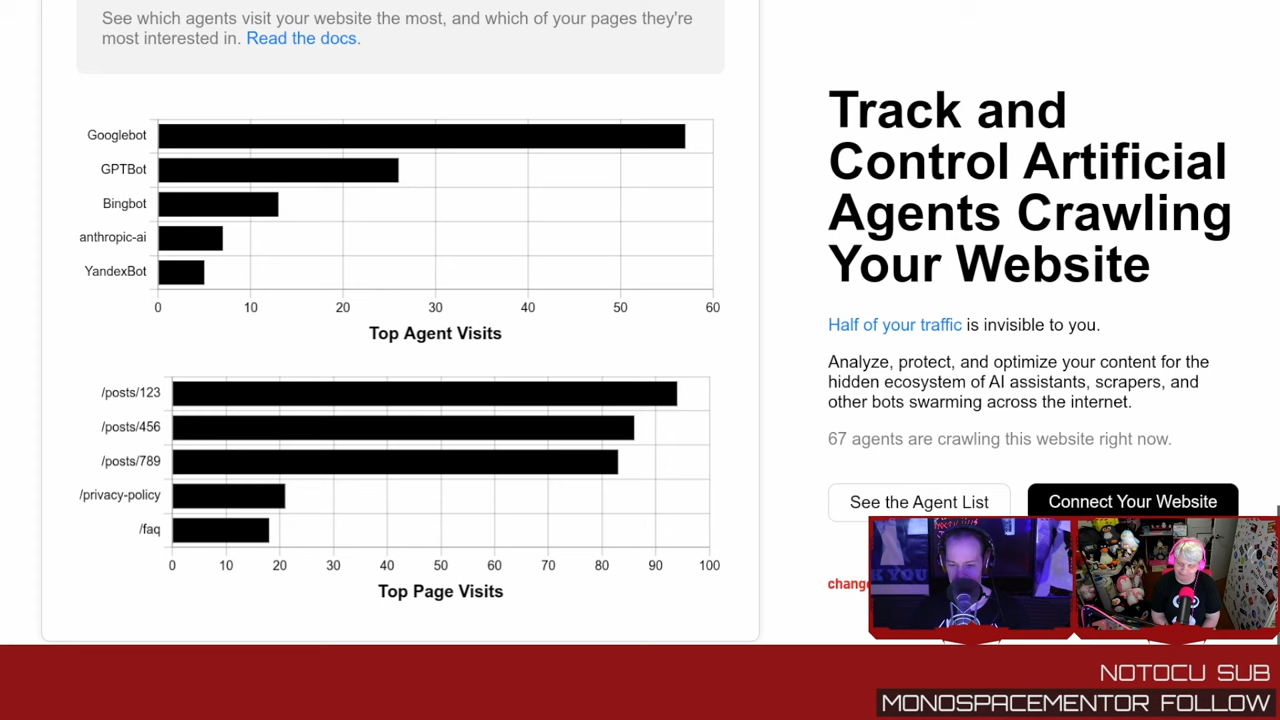 See which agents visit your website the most, and which of your pages they're
most interested in. Read the docs.
Googlebot
GPTBot
Bingbot
anthropic-ai
YandexBot
0 10 20 30 40 50 60
Top Agent Visits
/posts/123
/posts/456
/posts/789
/privacy-policy
/faq
0 10 20 30 40 50 60 70 80 90 100
Top Page Visits
Track and
Control Artificial
Agents Crawling
Your Website
Half of your traffic is invisible to you.
Analyze, protect, and optimize your content for the
hidden ecosystem of AI assistants, scrapers, and
other bots swarming across the internet.
67 agents are crawling this website right now.
See the Agent List
Connect Your Website
change
K YOU
NOTOCU SUB
MONOSPACEMENTOR FOLLOW